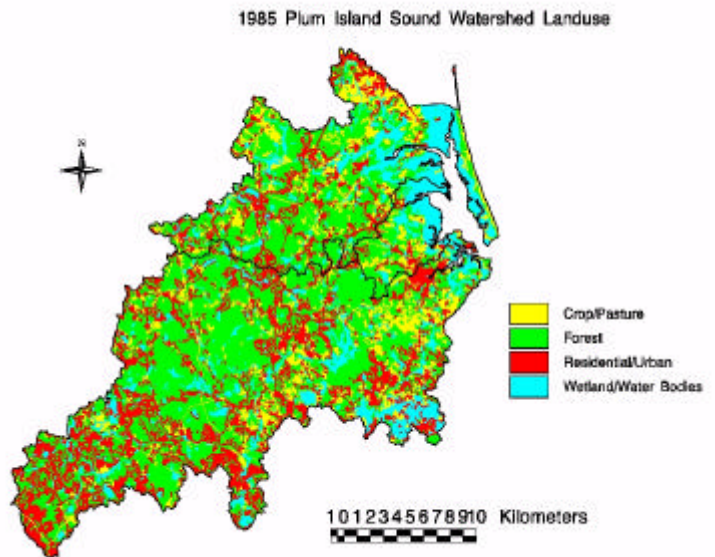 1985 Plum Island Sound Watershed Landuse
N
Crop/Pasture
Forest
Residential/Urban
Wetland/Water Bodies
1 0 1 2 3 4 5 6 7 8 9 10 Kilometers